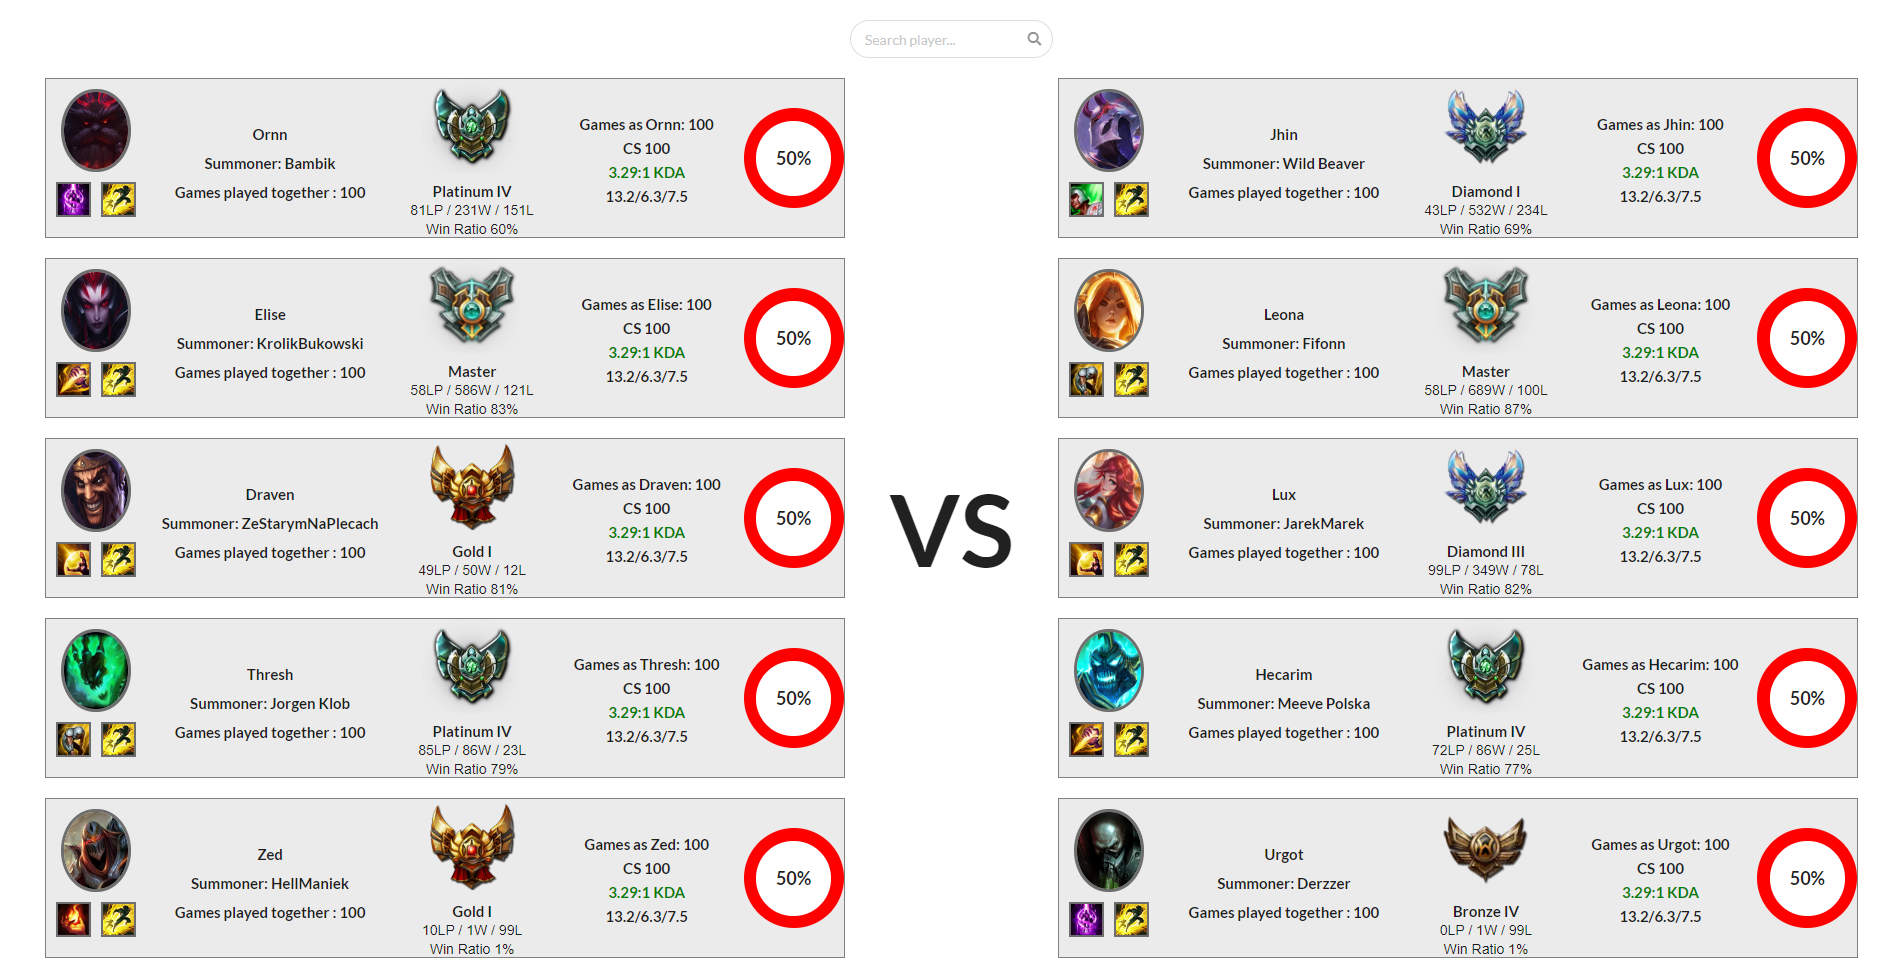 Search player...
Ornn
Summoner: Bambik
Games played together : 100
Platinum IV
81LP / 231W / 151L
Win Ratio 60%
Games as Ornn: 100
CS 100
3.29:1 KDA
13.2/6.3/7.5
50%
Elise
Summoner: KrolikBukowski
Games played together : 100
Master
58LP / 586W / 121L
Win Ratio 83%
Games as Elise: 100
CS 100
3.29:1 KDA
13.2/6.3/7.5
50%
Draven
Summoner: ZeStarymNaPlecach
Games played together : 100
Gold I
49LP / 50W / 12L
Win Ratio 81%
Games as Draven: 100
CS 100
3.29:1 KDA
13.2/6.3/7.5
50%
Thresh
Summoner: Jorgen Klob
Games played together : 100
Platinum IV
85LP / 86W / 23L
Win Ratio 79%
Games as Thresh: 100
CS 100
3.29:1 KDA
13.2/6.3/7.5
50%
Zed
Summoner: HellManiek
Games played together : 100
Gold I
10LP / 1W / 99L
Win Ratio 1%
Games as Zed: 100
CS 100
3.29:1 KDA
13.2/6.3/7.5
50%
VS
Jhin
Summoner: Wild Beaver
Games played together : 100
Diamond I
43LP / 532W / 234L
Win Ratio 69%
Games as Jhin: 100
CS 100
3.29:1 KDA
13.2/6.3/7.5
50%
Leona
Summoner: Fifonn
Games played together : 100
Master
58LP / 689W / 100L
Win Ratio 87%
Games as Leona: 100
CS 100
3.29:1 KDA
13.2/6.3/7.5
50%
Lux
Summoner: JarekMarek
Games played together : 100
Diamond III
99LP / 349W / 78L
Win Ratio 82%
Games as Lux: 100
CS 100
3.29:1 KDA
13.2/6.3/7.5
50%
Hecarim
Summoner: Meeve Polska
Games played together : 100
Platinum IV
72LP / 86W / 25L
Win Ratio 77%
Games as Hecarim: 100
CS 100
3.29:1 KDA
13.2/6.3/7.5
50%
Urgot
Summoner: Derzzer
Games played together : 100
Bronze IV
0LP / 1W / 99L
Win Ratio 1%
Games as Urgot: 100
CS 100
3.29:1 KDA
13.2/6.3/7.5
50%